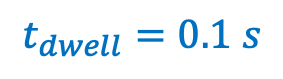 t_dwell = 0.1 s